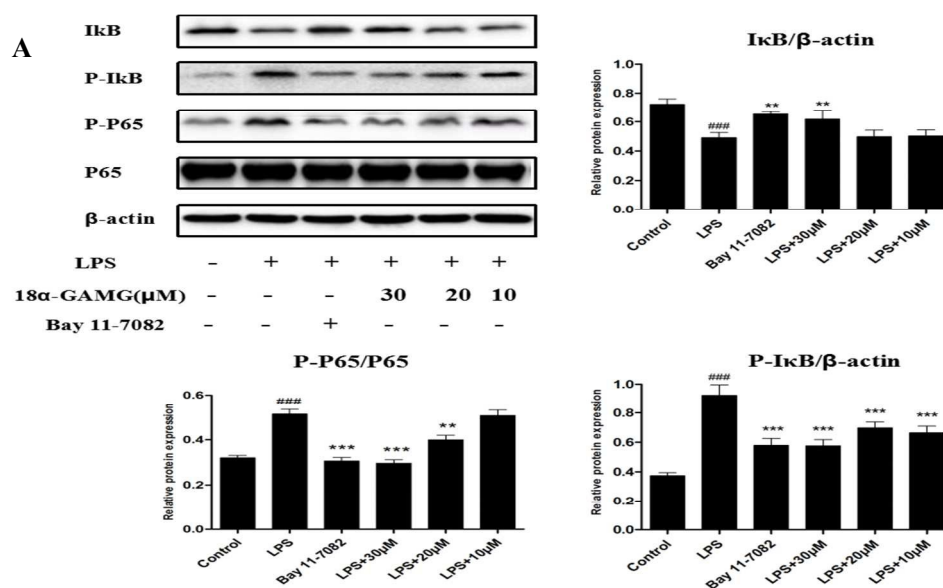 A
IkB
P-IkB
P-P65
P65
β-actin
LPS - + + + + +
18α-GAMG(μM) - - - 30 20 10
Bay 11-7082 - - + - - -
IκB/β-actin
Relative protein expression
1.0
0.8
0.6
0.4
0.2
0.0
###
**
**
Control
LPS
Bay 11-7082
LPS+30μM
LPS+20μM
LPS+10μM
P-P65/P65
Relative protein expression
0.6
0.4
0.2
0.0
###
***
***
**
Control
LPS
Bay 11-7082
LPS+30μM
LPS+20μM
LPS+10μM
P-IκB/β-actin
Relative protein expression
1.0
0.8
0.6
0.4
0.2
0.0
###
***
***
***
***
Control
LPS
Bay 11-7082
LPS+30μM
LPS+20μM
LPS+10μM